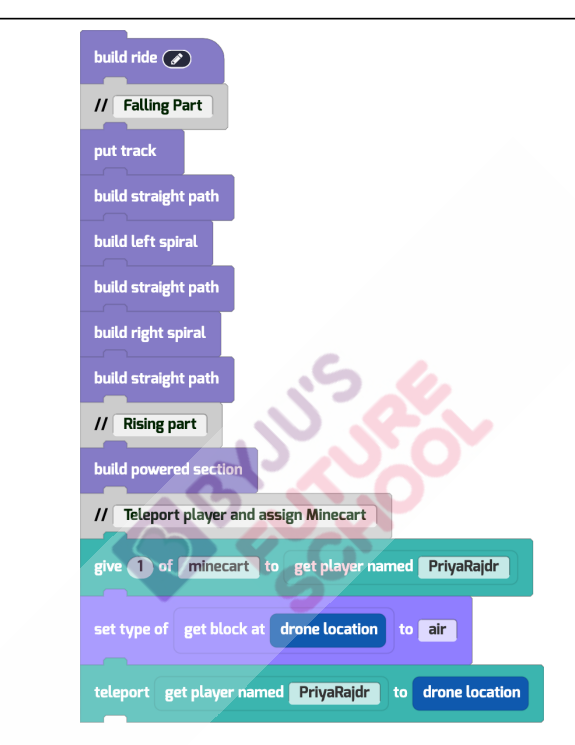 build ride
// Falling Part
put track
build straight path
build left spiral
build straight path
build right spiral
build straight path
// Rising part
build powered section
// Teleport player and assign Minecart
give 1 of minecart to get player named PriyaRajdr
set type of get block at drone location to air
teleport get player named PriyaRajdr to drone location
BYJU'S
FUTURE
SCHOOL